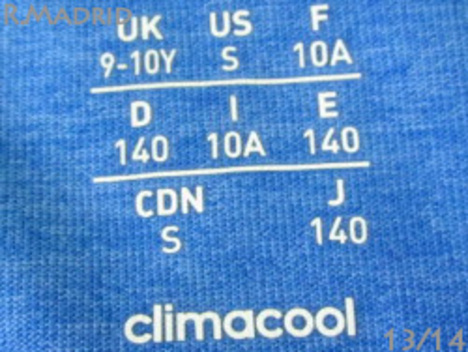 R.MADRID
UK US F
9-10Y S 10A
D I E
140 10A 140
CDN J
S 140
climacool
13/14